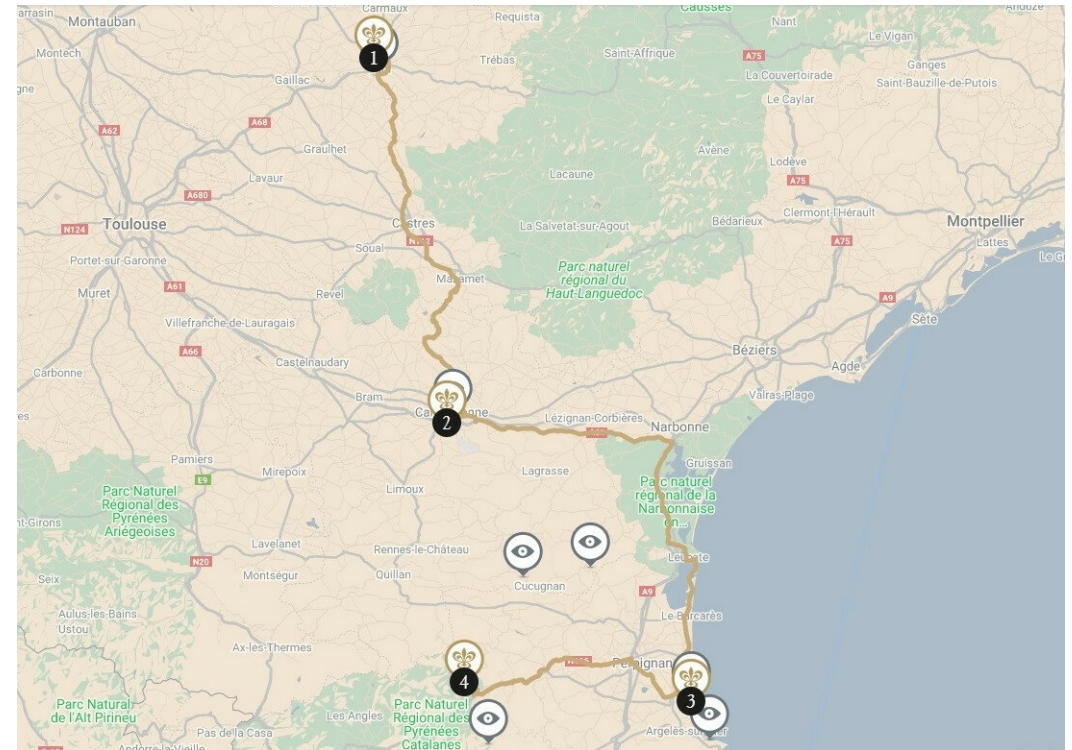 Carmaux
Montauban
Requista
Causses
Nant
Le Vigan
Montech
1
Trébas
Saint-Affrique
A75
Ganges
Gaillac
La Couvertoirade
Saint-Bauzille-de-Putois
Le Caylar
A68
A62
Graulhet
Avène
Lodève
Lavaur
Lacaune
A75
A680
Clermont-l'Hérault
Toulouse
N124
Castres
La Salvetat-sur-Agout
Bédarieux
Montpellier
Soual
A75
Lattes
Portet-sur-Garonne
Parc naturel
régional du
Haut-Languedoc
Mazamet
A61
Muret
Revel
A9
Sète
Villefranche-de-Lauragais
A66
Béziers
Castelnaudary
Agde
Carbonne
Bram
Valras-Plage
2
Lézignan-Corbières
Narbonne
Pamiers
Gruissan
Mirepoix
Lagrasse
E9
Limoux
Parc Naturel
Régional des
Pyrénées
Ariégeoises
Parc naturel
régional de la
Narbonnaise
en...
Lavelanet
Rennes-le-Château
Leucate
N20
Montségur
Quillan
Cucugnan
Seix
A9
Aulus-les-Bains
Ustou
Le Barcarès
Ax-les-Thermes
Perpignan
4
3
Parc Natural
de l'Alt Pirineu
Les Angles
Parc Naturel
Régional des
Pyrénées
Catalanes
Pas de la Casa
Andorre-la-Vieille